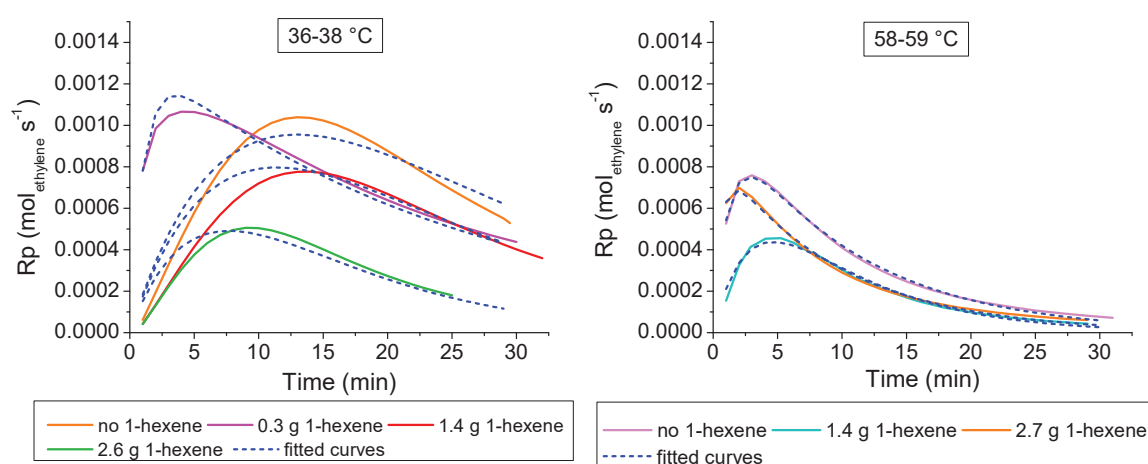 36-38 °C
Rp (mol_ethylene s⁻¹)
0.0014
0.0012
0.0010
0.0008
0.0006
0.0004
0.0002
0.0000
0 5 10 15 20 25 30
Time (min)
no 1-hexene 0.3 g 1-hexene 1.4 g 1-hexene
2.6 g 1-hexene fitted curves
58-59 °C
Rp (mol_ethylene s⁻¹)
0.0014
0.0012
0.0010
0.0008
0.0006
0.0004
0.0002
0.0000
0 5 10 15 20 25 30
Time (min)
no 1-hexene 1.4 g 1-hexene 2.7 g 1-hexene
fitted curves